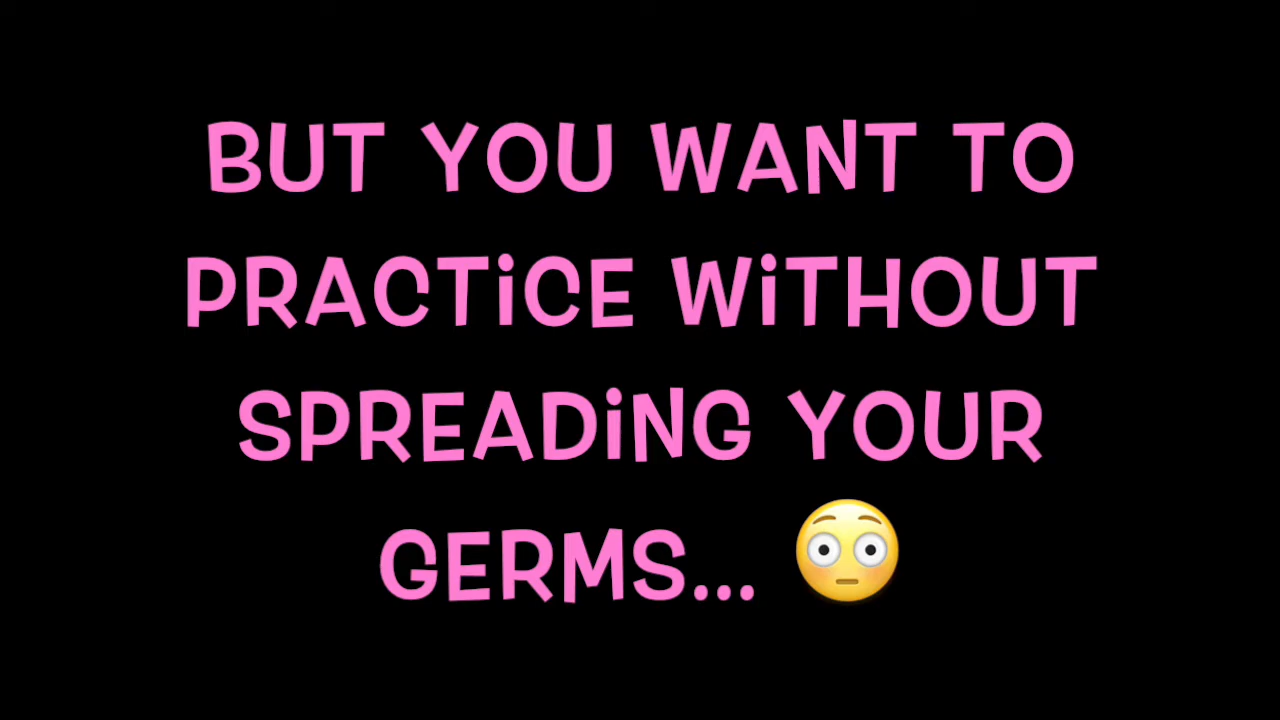 BUT YOU WANT TO
PRACTiCE WiTHOUT
SPREADiNG YOUR
GERMS... 😳